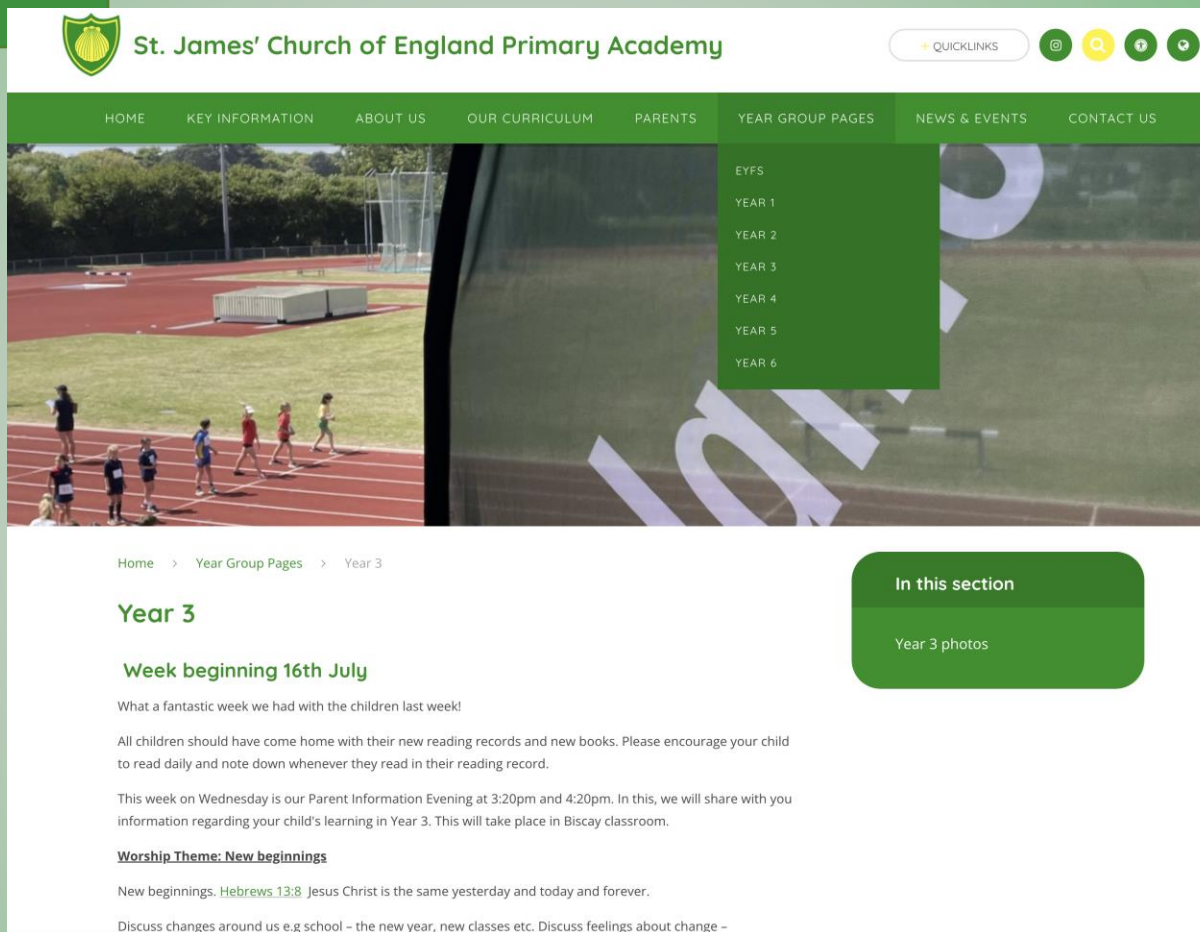 St. James' Church of England Primary Academy
+ QUICKLINKS
HOME
KEY INFORMATION
ABOUT US
OUR CURRICULUM
PARENTS
YEAR GROUP PAGES
NEWS & EVENTS
CONTACT US
EYFS
YEAR 1
YEAR 2
YEAR 3
YEAR 4
YEAR 5
YEAR 6
Home > Year Group Pages > Year 3
Year 3
Week beginning 16th July
What a fantastic week we had with the children last week!
All children should have come home with their new reading records and new books. Please encourage your child
to read daily and note down whenever they read in their reading record.
This week on Wednesday is our Parent Information Evening at 3:20pm and 4:20pm. In this, we will share with you
information regarding your child's learning in Year 3. This will take place in Biscay classroom.
Worship Theme: New beginnings
New beginnings. Hebrews 13:8 Jesus Christ is the same yesterday and today and forever.
Discuss changes around us e.g school – the new year, new classes etc. Discuss feelings about change –
In this section
Year 3 photos